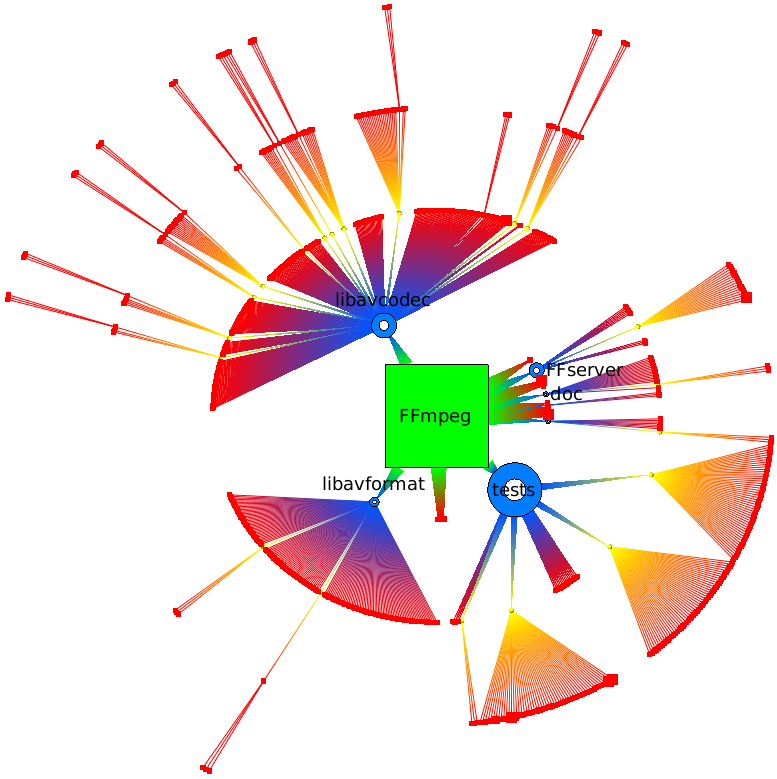 libavcodec
FFserver
doc
FFmpeg
libavformat
tests